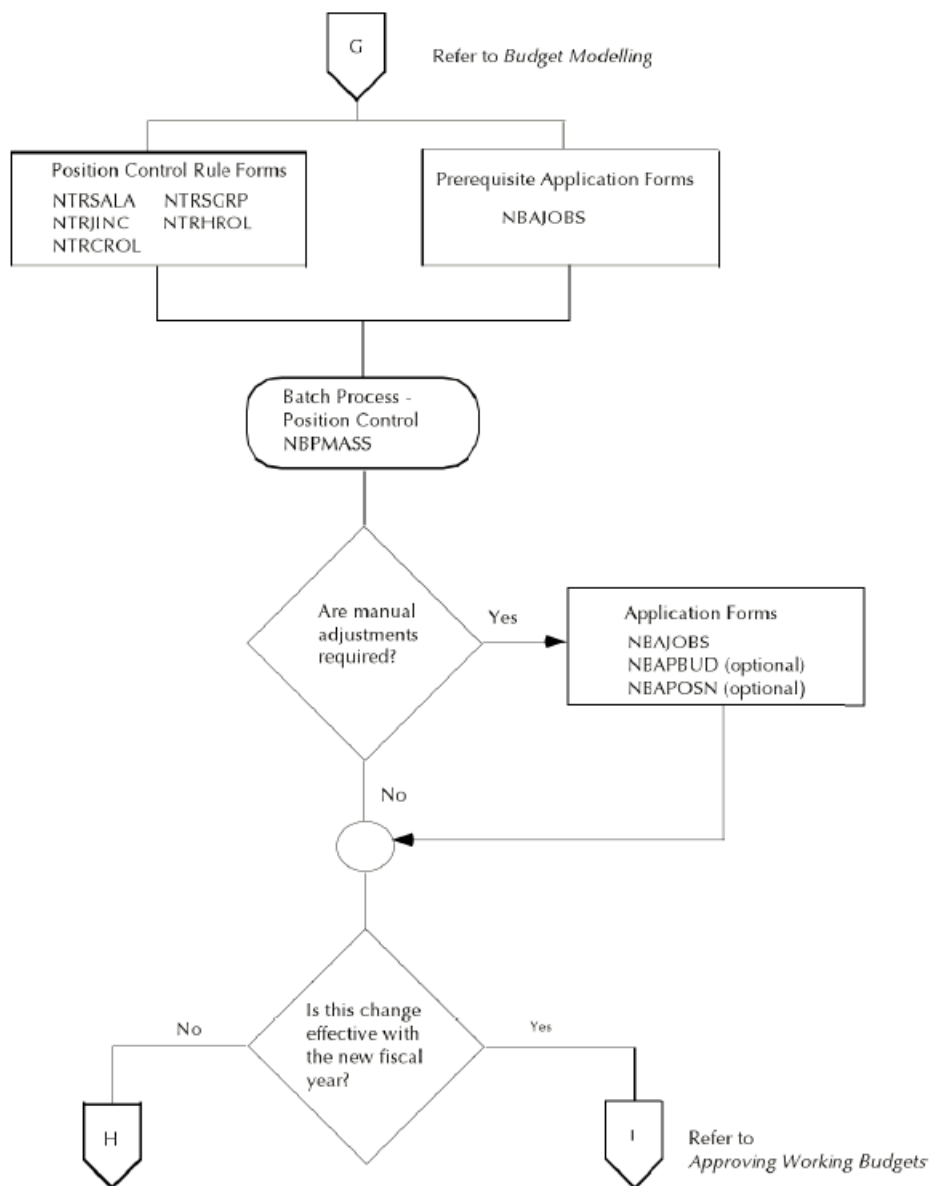 G
Refer to Budget Modelling
Position Control Rule Forms
NTRSALA NTRSGRP
NTRJINC NTRHROL
NTRCROL
Prerequisite Application Forms
NBAJOBS
Batch Process -
Position Control
NBPMASS
Are manual
adjustments
required?
Yes
Application Forms
NBAJOBS
NBAPBUD (optional)
NBAPOSN (optional)
No
Is this change
effective with
the new fiscal
year?
No
Yes
H
I
Refer to
Approving Working Budgets